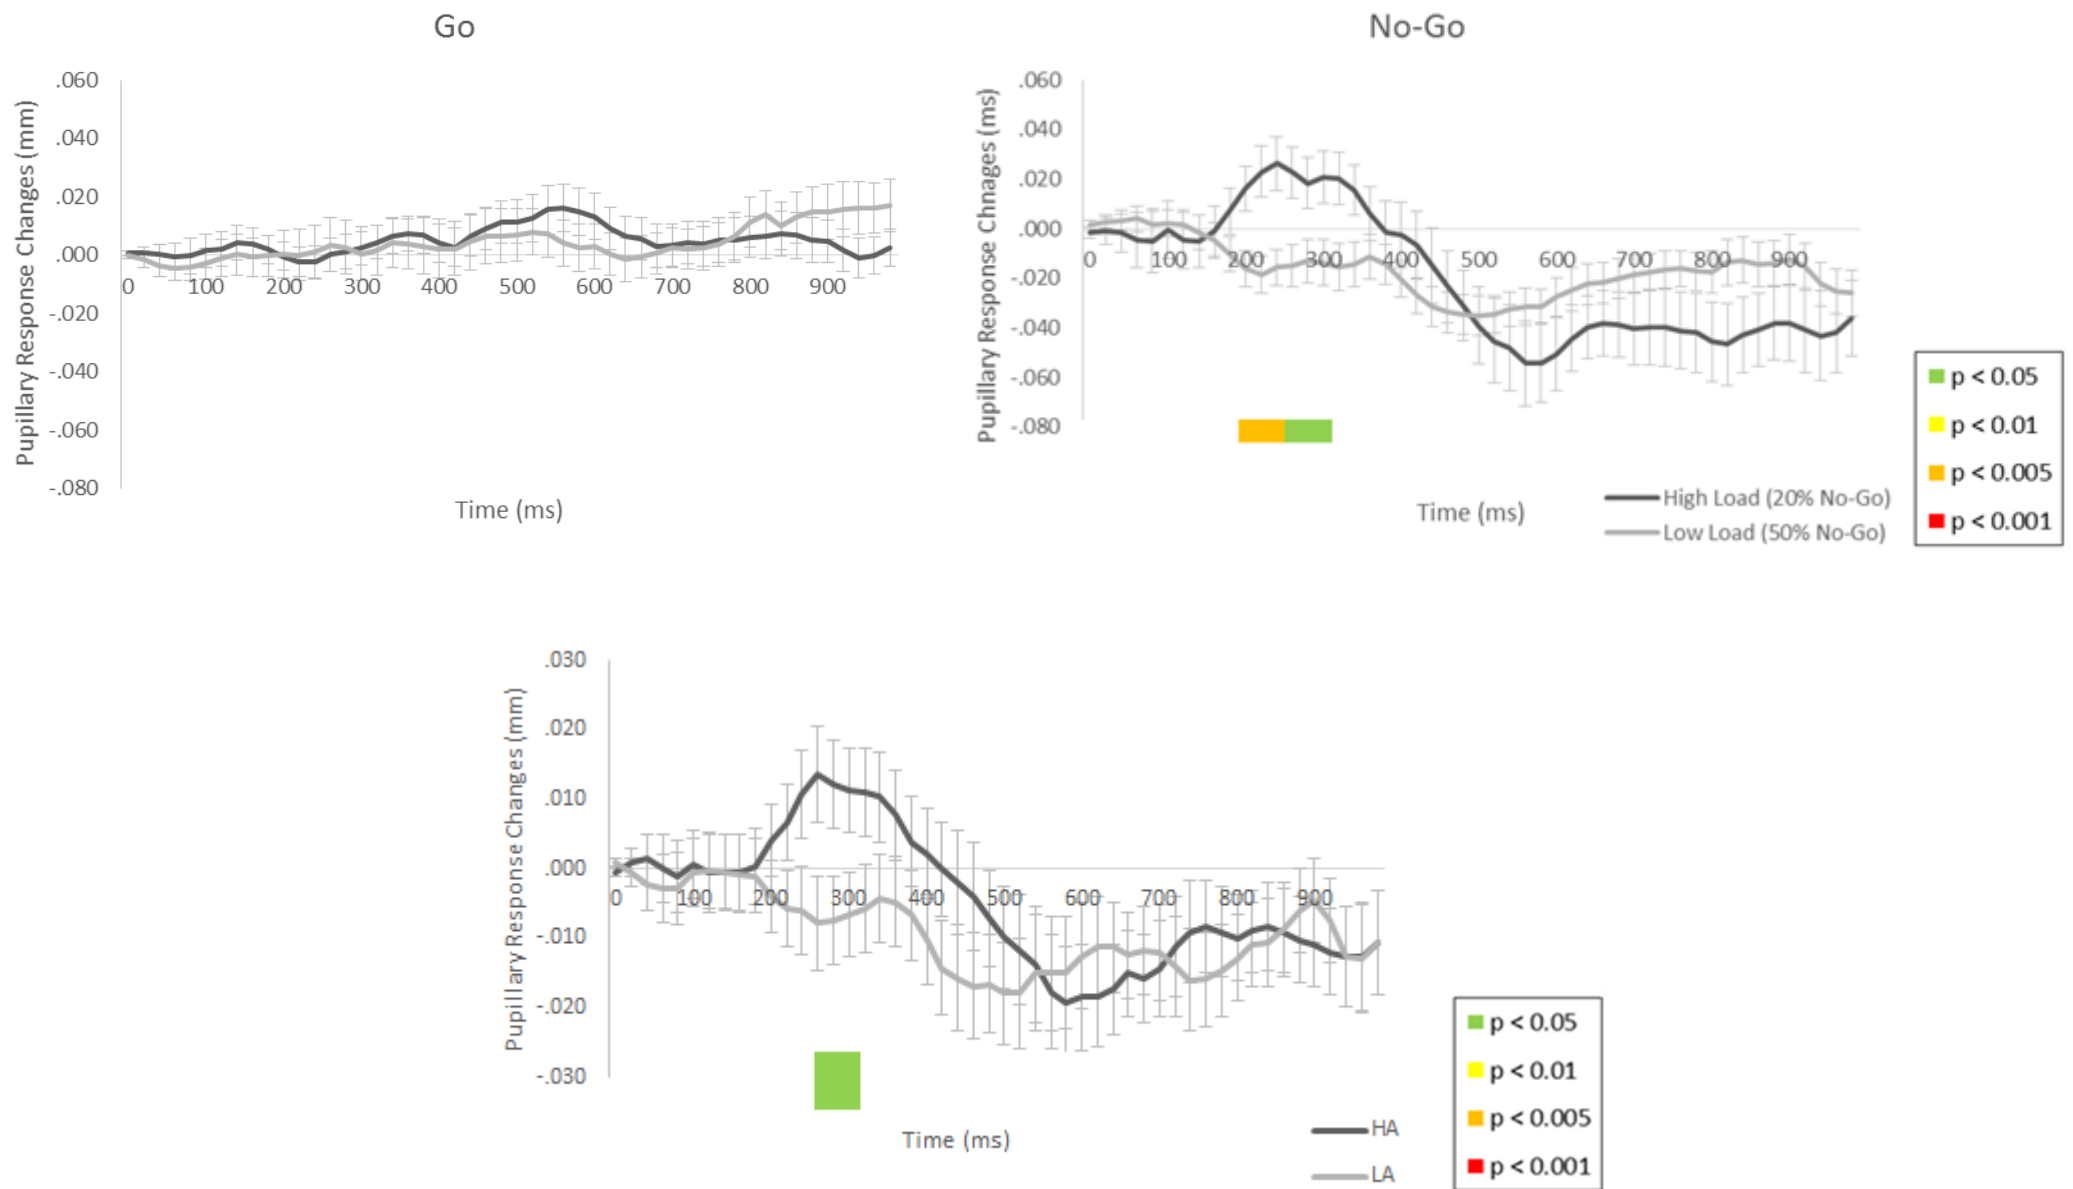 Go
Pupillary Response Changes (mm)
.060
.040
.020
.000
-.020
-.040
-.060
-.080
0 100 200 300 400 500 600 700 800 900
Time (ms)
No-Go
Pupillary Response Chnages (ms)
.060
.040
.020
.000
-.020
-.040
-.060
-.080
0 100 200 300 400 500 600 700 800 900
Time (ms)
High Load (20% No-Go)
Low Load (50% No-Go)
p < 0.05
p < 0.01
p < 0.005
p < 0.001
Pupillary Response Changes (mm)
.030
.020
.010
.000
-.010
-.020
-.030
0 100 200 300 400 500 600 700 800 900
Time (ms)
HA
LA
p < 0.05
p < 0.01
p < 0.005
p < 0.001